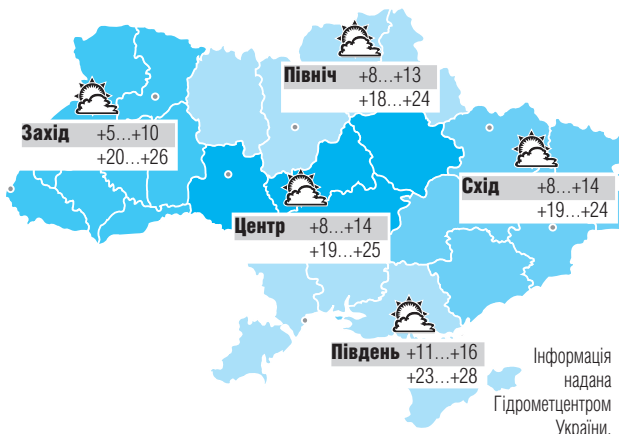 Північ +8...+13
+18...+24
Захід +5...+10
+20...+26
Схід +8...+14
+19...+24
Центр +8...+14
+19...+25
Південь +11...+16
+23...+28
Інформація
надана
Гідрометцентром
України.